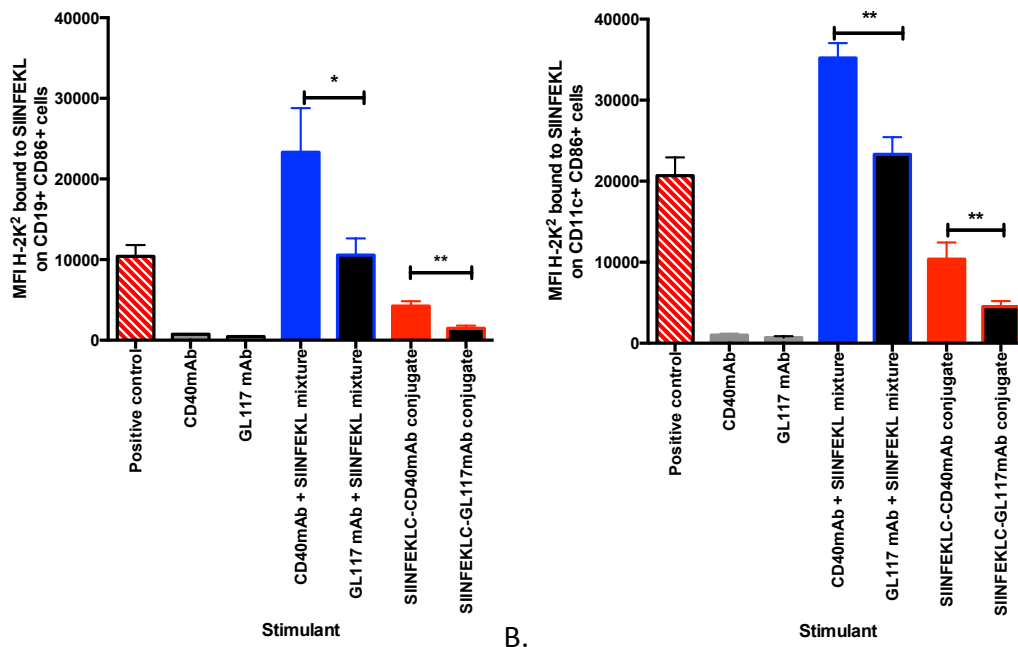 MFI H-2K² bound to SIINFEKL
on CD19+ CD86+ cells
40000
30000
20000
10000
0
*
**
Positive control
CD40mAb
GL117 mAb
CD40mAb + SIINFEKL mixture
GL117 mAb + SIINFEKL mixture
SIINFEKLC-CD40mAb conjugate
SIINFEKLC-GL117mAb conjugate
Stimulant
B.
MFI H-2K² bound to SIINFEKL
on CD11c+ CD86+ cells
40000
30000
20000
10000
0
**
**
Positive control
CD40mAb
GL117 mAb
CD40mAb + SIINFEKL mixture
GL117 mAb + SIINFEKL mixture
SIINFEKLC-CD40mAb conjugate
SIINFEKLC-GL117mAb conjugate
Stimulant